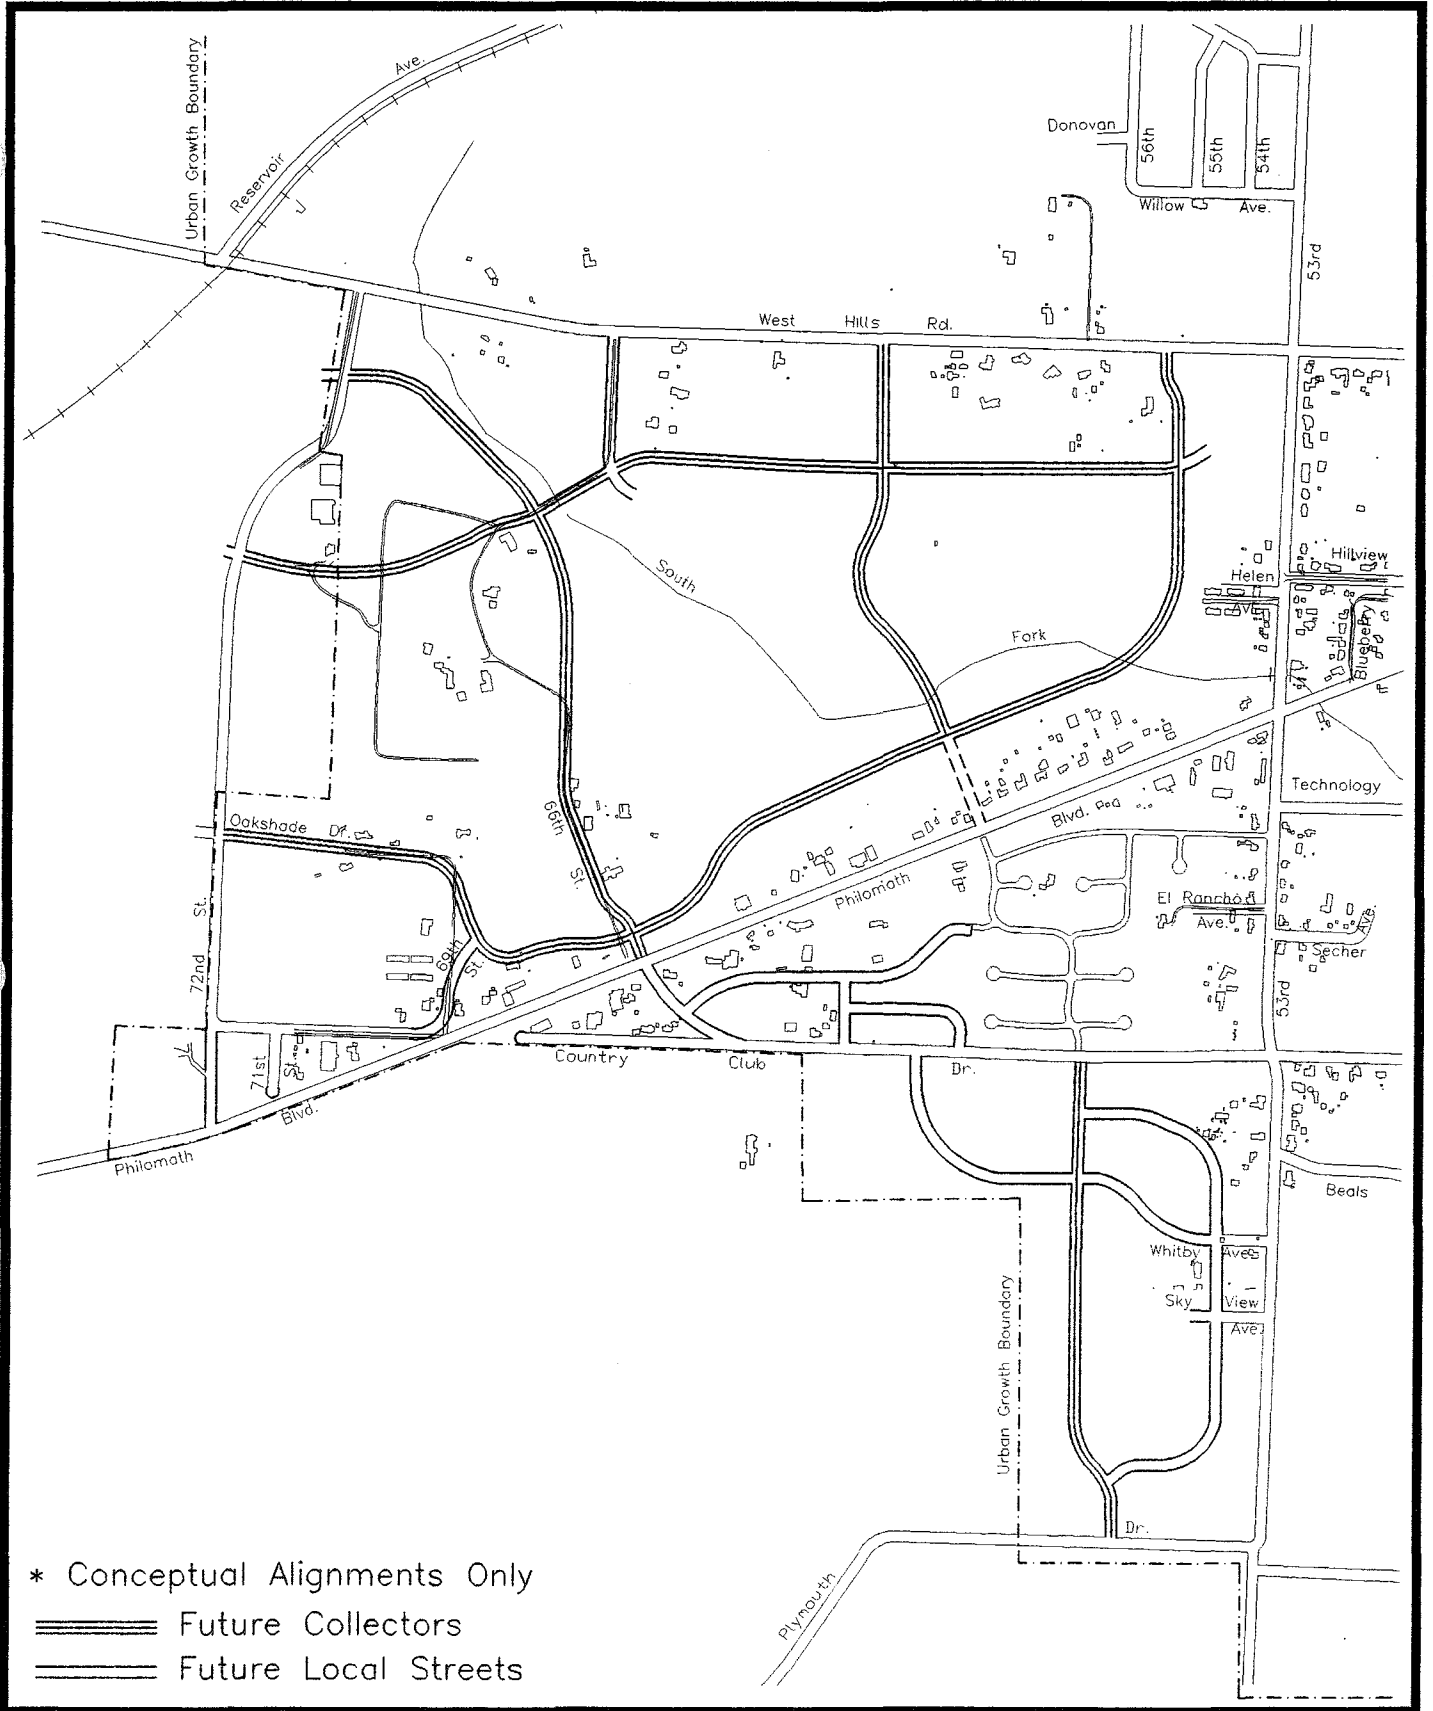 Urban Growth Boundary
Reservoir
Ave.
Donovan
56th
55th
54th
Willow
Ave.
53rd
West
Hills
Rd.
Hillview
Helen
Ave.
Blueberry
South
Fork
Technology
Oakshade
Dr.
66th
St.
Blvd.
Philomath
El Rancho
Ave.
Ave.
Secher
72nd
St.
69th
St.
53rd
71st
St.
Country
Club
Dr.
Blvd.
Philomath
Beals
Whitby
Ave.
Sky
View
Ave.
Urban Growth Boundary
Dr.
Plymouth
* Conceptual Alignments Only
Future Collectors
Future Local Streets